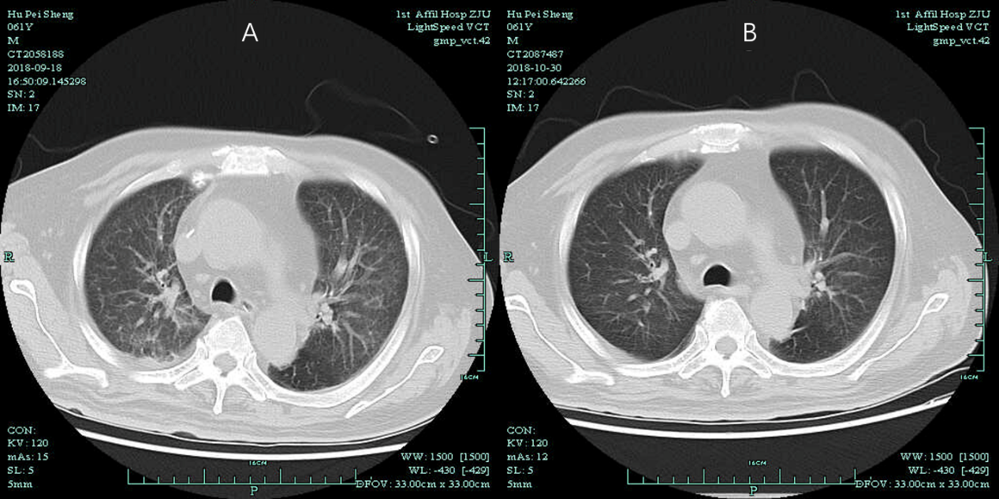 Hu Pei Sheng
061Y
M
CT2058188
2018-09-18
16:50:09.145298
SN: 2
IM: 17
A
1st Affil Hosp ZJU
LightSpeed VCT
gmp_vct.42
R
L
16CM
CON:
KV: 120
mAs: 15
SL: 5
5mm
16CM
P
WW: 1500 [1500]
WL: -430 [-429]
DFOV: 33.00cm x 33.00cm
Hu Pei Sheng
061Y
M
CT2087487
2018-10-30
12:17:00.642266
SN: 2
IM: 17
B
1st Affil Hosp ZJU
LightSpeed VCT
gmp_vct.42
R
L
16CM
CON:
KV: 120
mAs: 12
SL: 5
5mm
16CM
P
WW: 1500 [1500]
WL: -430 [-429]
DFOV: 33.00cm x 33.00cm